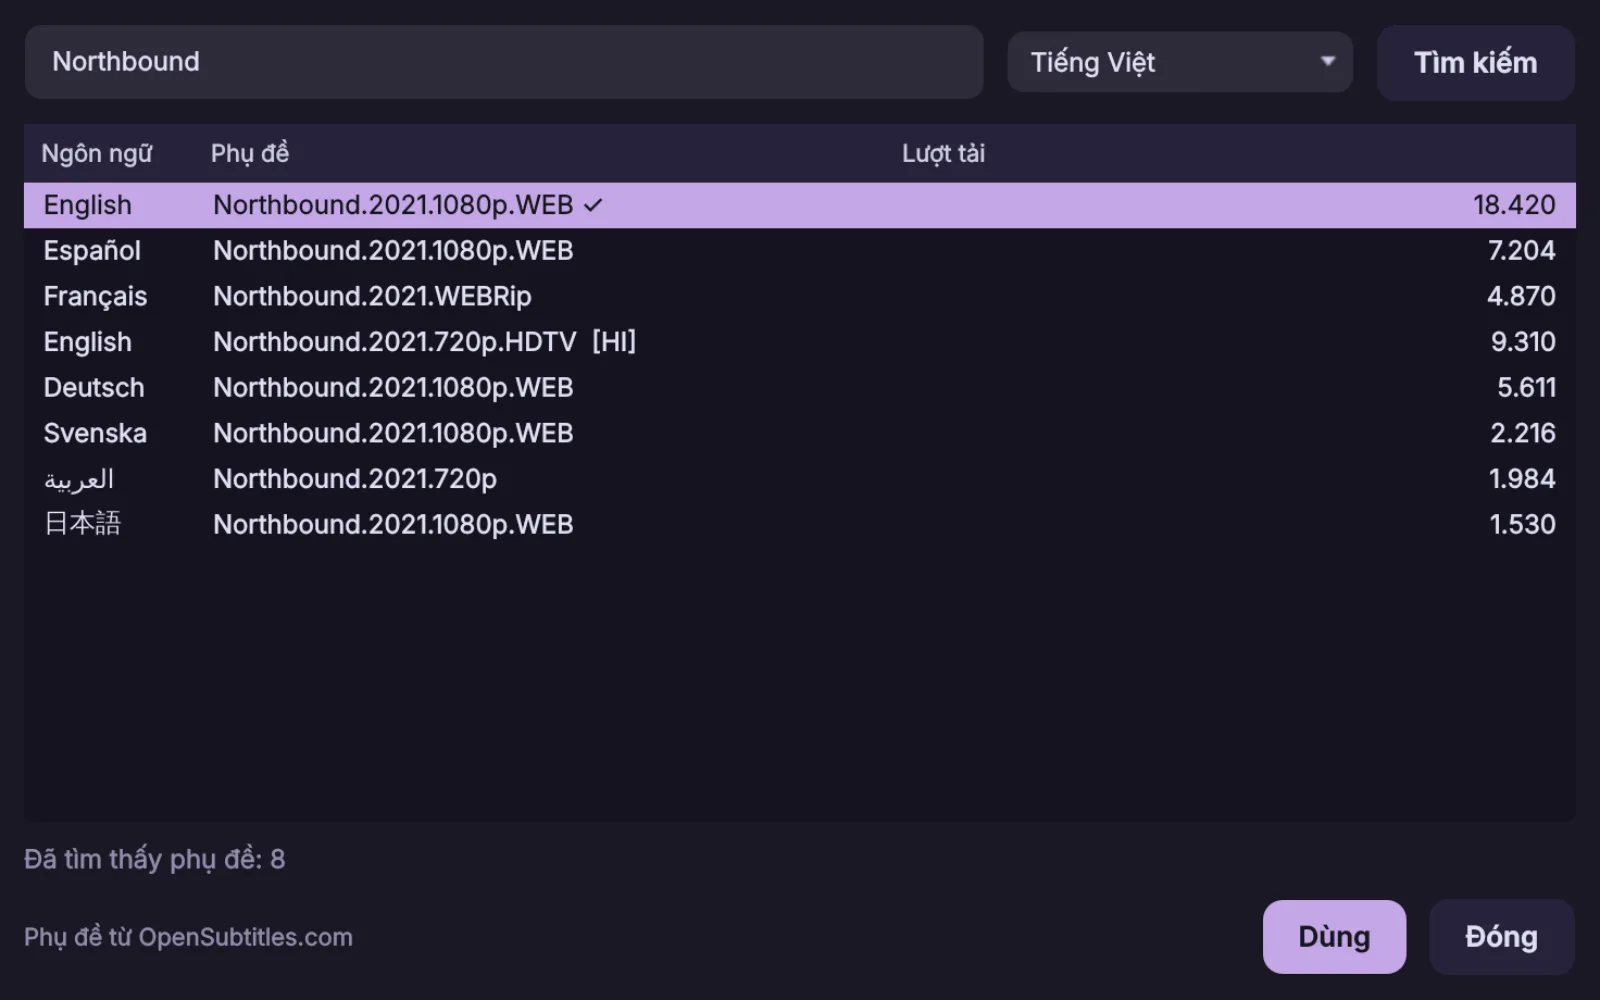 Northbound Tiếng Việt Tìm kiếm
Ngôn ngữ Phụ đề Lượt tải
English Northbound.2021.1080p.WEB ✓ 18.420
Español Northbound.2021.1080p.WEB 7.204
Français Northbound.2021.WEBRip 4.870
English Northbound.2021.720p.HDTV [HI] 9.310
Deutsch Northbound.2021.1080p.WEB 5.611
Svenska Northbound.2021.1080p.WEB 2.216
العربية Northbound.2021.720p 1.984
日本語 Northbound.2021.1080p.WEB 1.530
Đã tìm thấy phụ đề: 8
Phụ đề từ OpenSubtitles.com Dùng Đóng